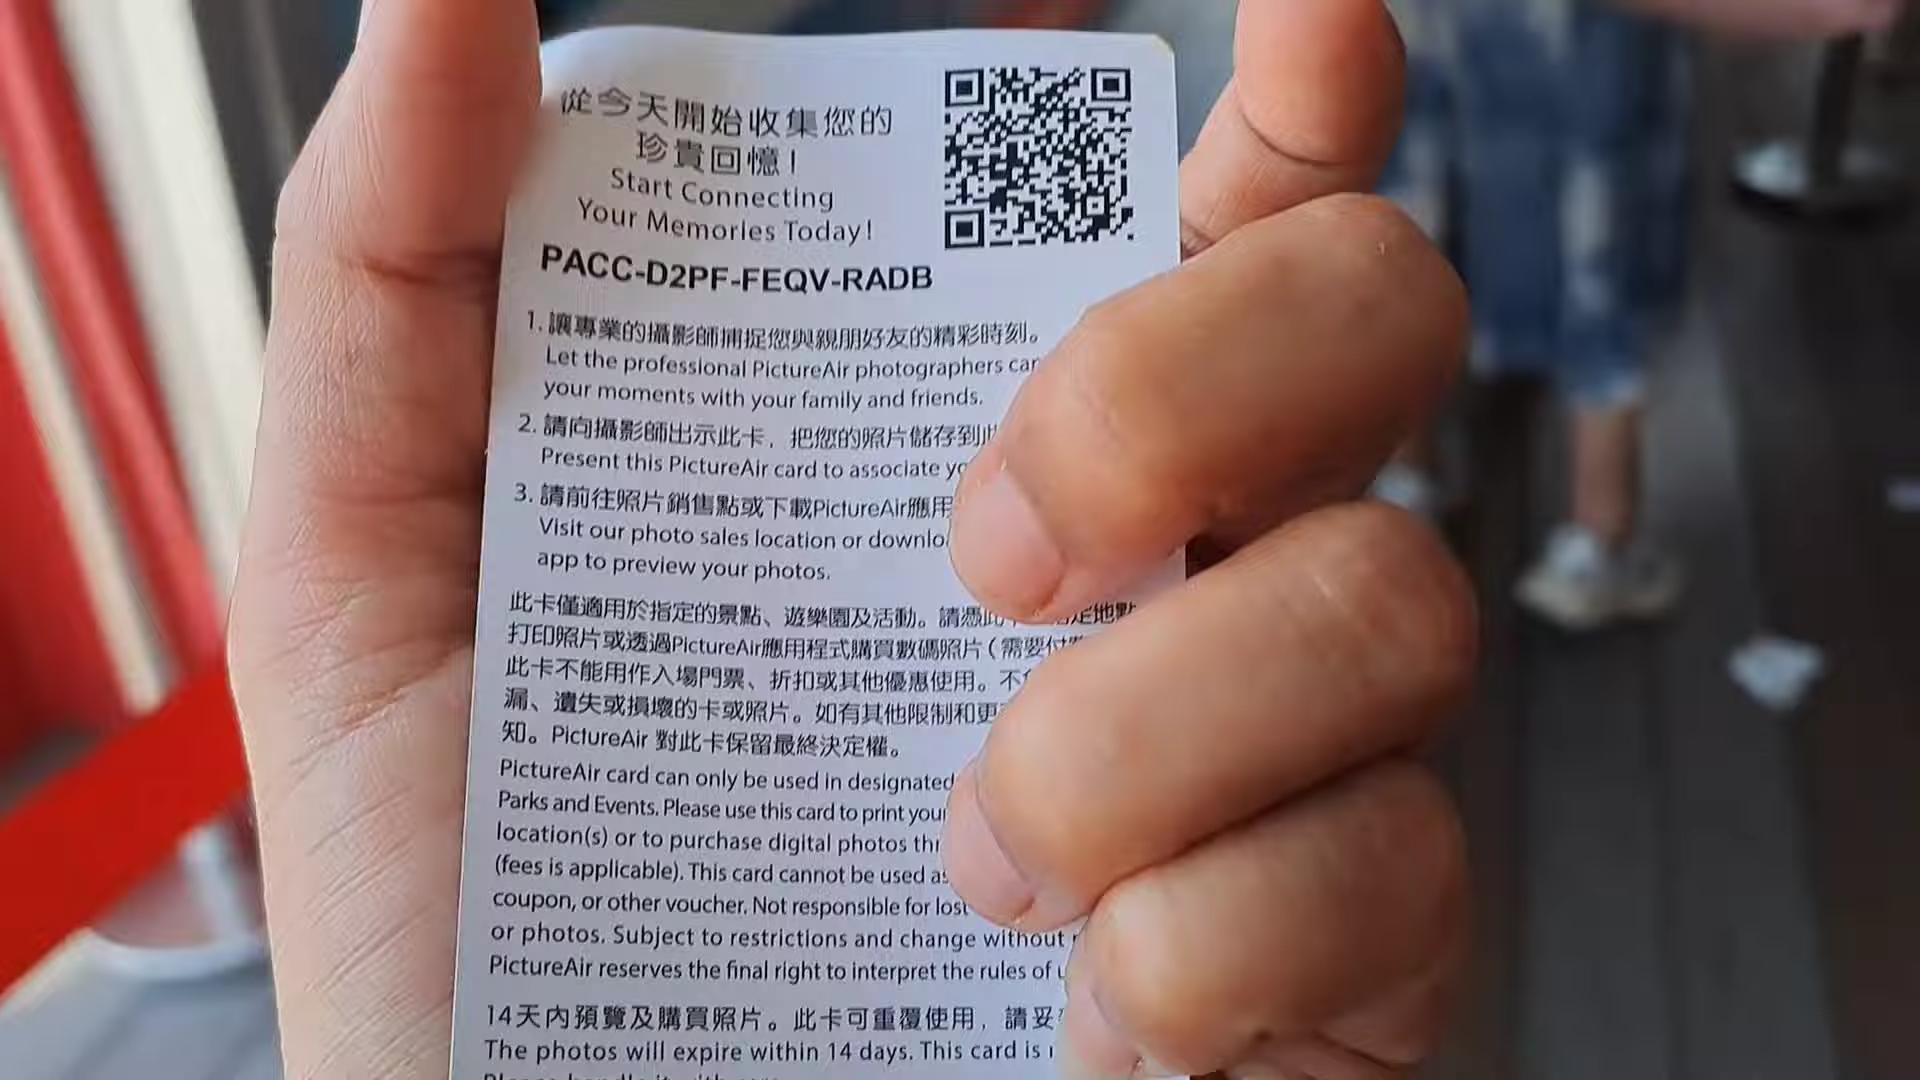 從今天開始收集您的
珍貴回憶！
Start Connecting
Your Memories Today!
PACC-D2PF-FEQV-RADB
1. 讓專業的攝影師捕捉您與親朋好友的精彩時刻。
Let the professional PictureAir photographers
your moments with your family and friends.
2. 請向攝影師出示此卡，把您的照片儲存到
Present this PictureAir card to associate
3. 請前往照片銷售點或下載PictureAir應用
Visit our photo sales location or
app to preview your photos.
此卡僅適用於指定的景點、遊樂園及活動。請憑
打印照片或透過PictureAir應用程式購買數碼照片（需要付
此卡不能用作入場門票、折扣或其他優惠使用。不
漏、遺失或損壞的卡或照片。如有其他限制和更
知。PictureAir 對此卡保留最終決定權。
PictureAir card can only be used in designated
Parks and Events. Please use this card to print your
location(s) or to purchase digital photos
(fees is applicable). This card cannot be used as
coupon, or other voucher. Not responsible for lost
or photos. Subject to restrictions and change without
PictureAir reserves the final right to interpret the rules of
14天內預覽及購買照片。此卡可重覆使用，請妥
The photos will expire within 14 days. This card is